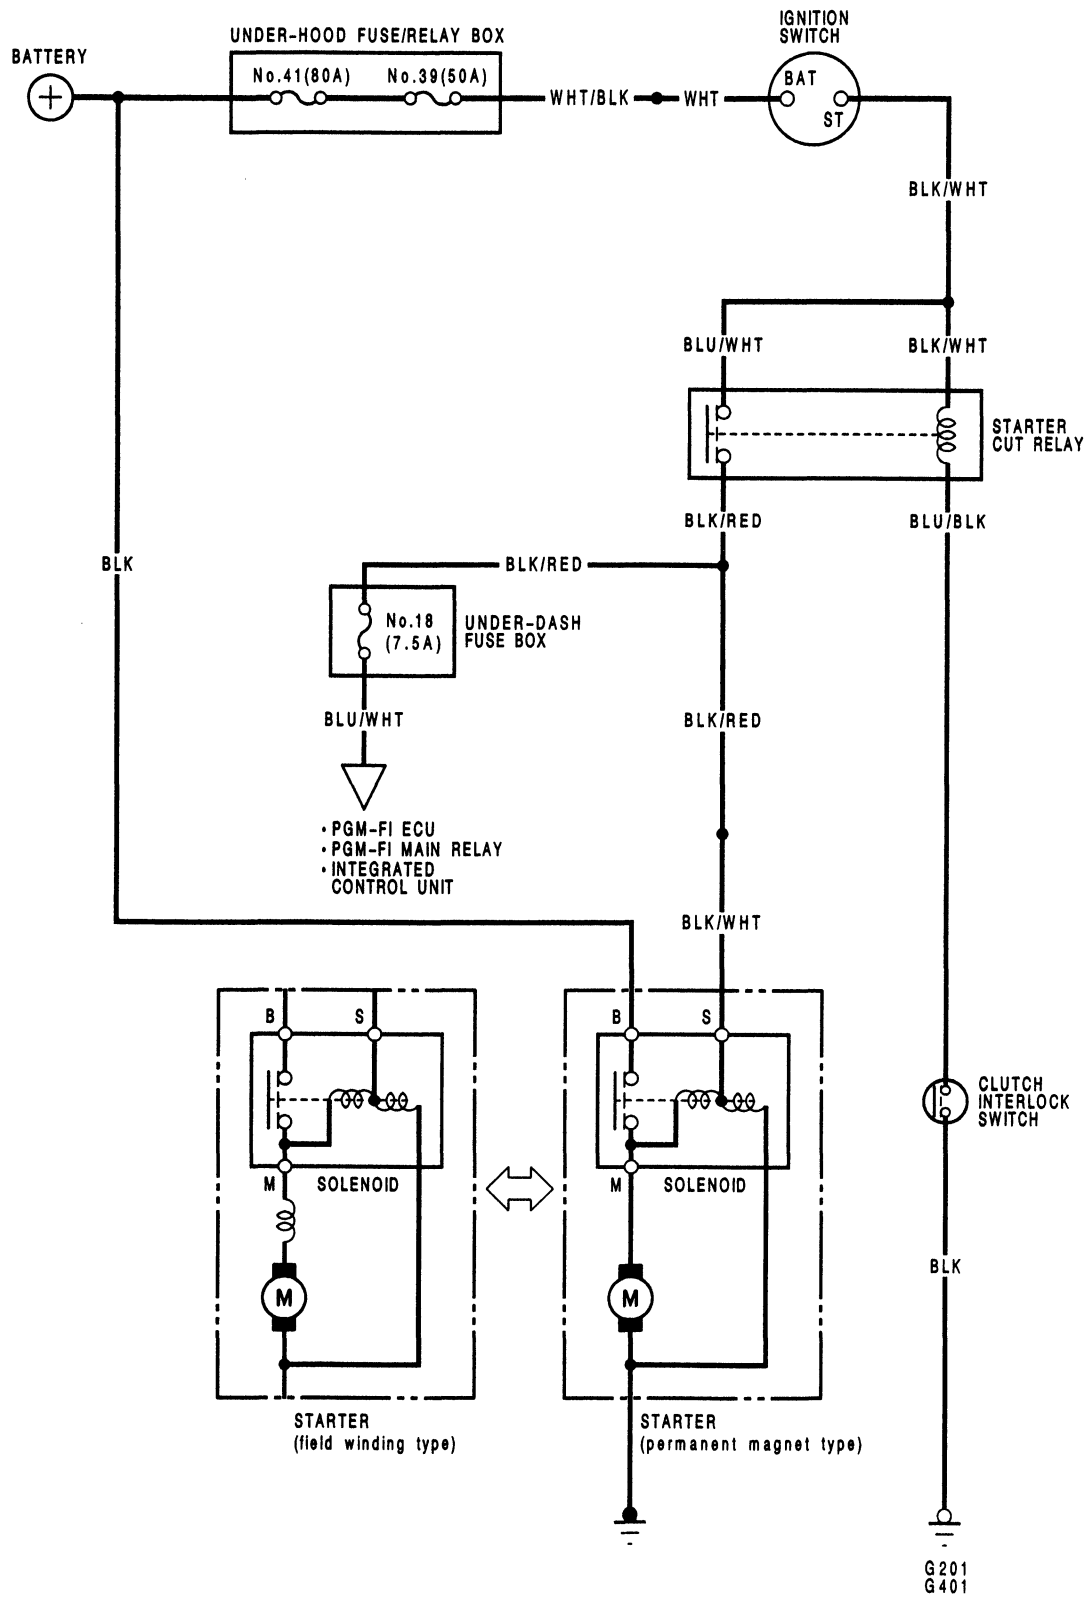 IGNITION
SWITCH
UNDER-HOOD FUSE/RELAY BOX
BATTERY
No.41(80A)
No.39(50A)
BAT
WHT/BLK
WHT
ST
BLK/WHT
BLU/WHT
BLK/WHT
STARTER
CUT RELAY
BLK/RED
BLU/BLK
BLK
BLK/RED
No.18
(7.5A)
UNDER-DASH
FUSE BOX
BLU/WHT
BLK/RED
•PGM-FI ECU
•PGM-FI MAIN RELAY
•INTEGRATED
CONTROL UNIT
BLK/WHT
B
S
B
S
CLUTCH
INTERLOCK
SWITCH
M
SOLENOID
M
SOLENOID
BLK
M
M
STARTER
(field winding type)
STARTER
(permanent magnet type)
G201
G401